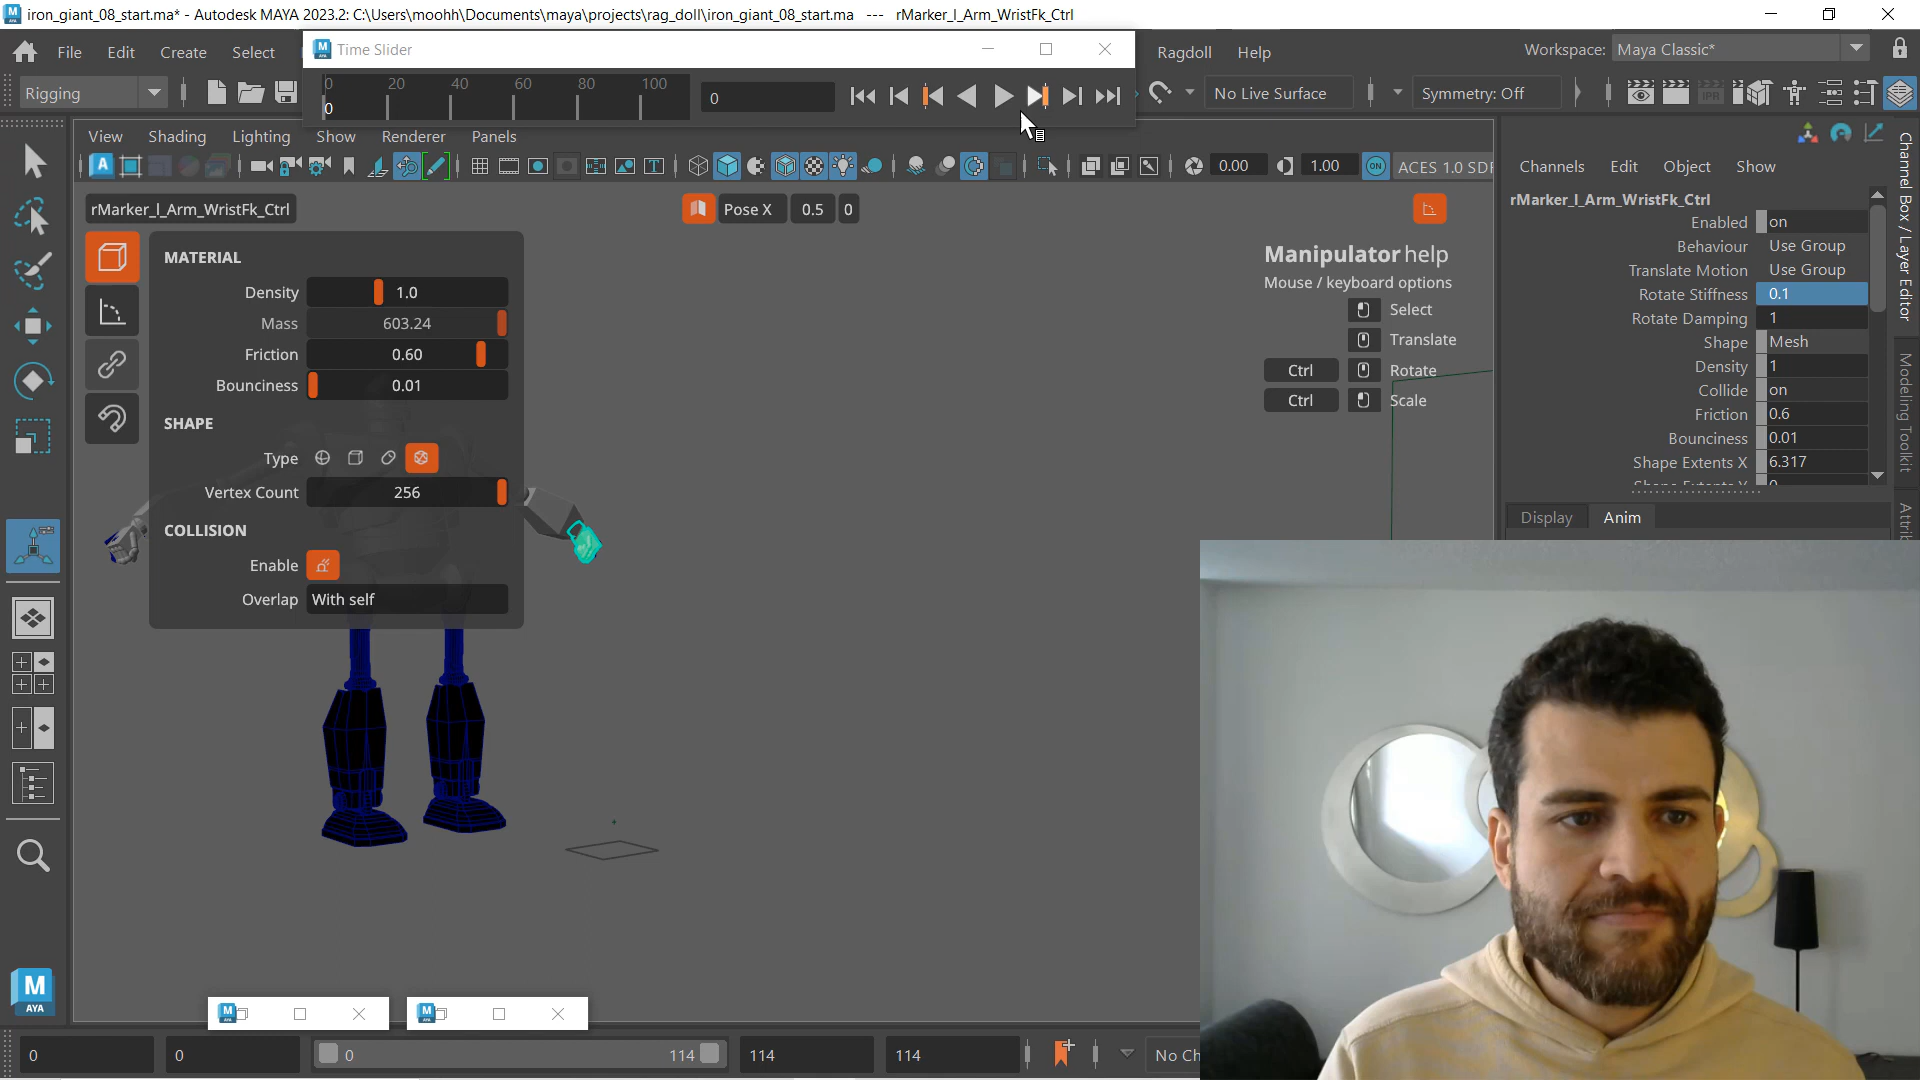 iron_giant_08_start.ma* - Autodesk MAYA 2023.2: C:\Users\moohh\Documents\maya\projects\rag_doll\iron_giant_08_start.ma --- rMarker_l_Arm_WristFk_Ctrl
File Edit Create Select
Time Slider
Ragdoll Help
Workspace: Maya Classic*
Rigging
0 20 40 60 80 100
0
0
No Live Surface
Symmetry: Off
IPR
View Shading Lighting Show Renderer Panels
0.00
1.00
ON
ACES 1.0 SDR
rMarker_l_Arm_WristFk_Ctrl
Pose X 0.5 0
MATERIAL
Density 1.0
Mass 603.24
Friction 0.60
Bounciness 0.01
SHAPE
Type
Vertex Count 256
COLLISION
Enable
Overlap With self
Manipulator help
Mouse / keyboard options
Select
Translate
Ctrl Rotate
Ctrl Scale
Channels Edit Object Show
rMarker_l_Arm_WristFk_Ctrl
Enabled on
Behaviour Use Group
Translate Motion Use Group
Rotate Stiffness 0.1
Rotate Damping 1
Shape Mesh
Density 1
Collide on
Friction 0.6
Bounciness 0.01
Shape Extents X 6.317
Display Anim
Channel Box / Layer Editor
Modeling Toolkit
M
AYA
0
0
0
114
114
114
No Ch